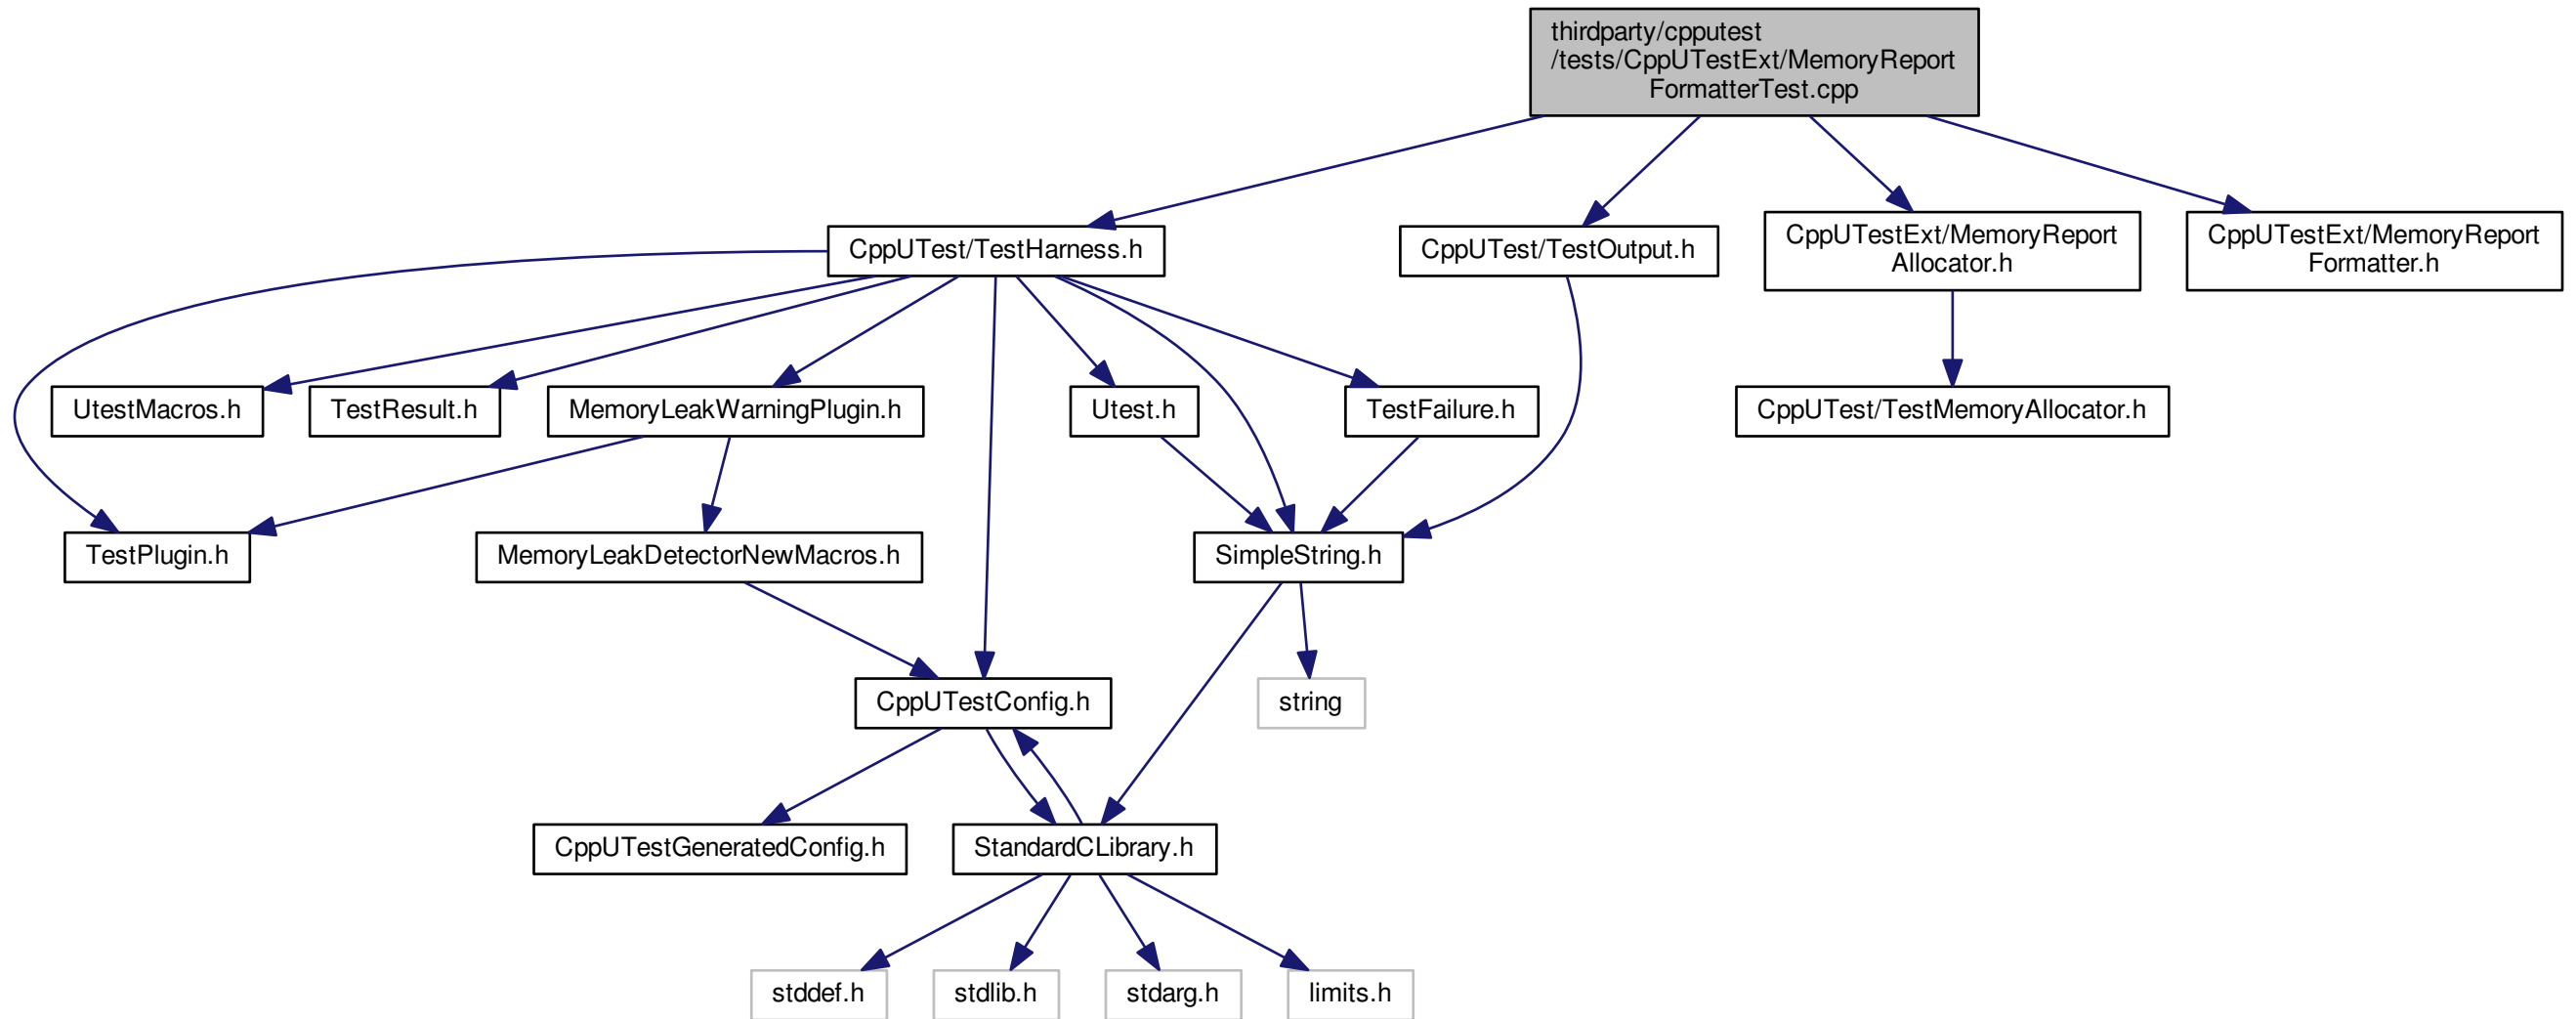 thirdparty/cpputest
/tests/CppUTestExt/MemoryReport
FormatterTest.cpp
CppUTest/TestHarness.h
CppUTest/TestOutput.h
CppUTestExt/MemoryReport
Allocator.h
CppUTestExt/MemoryReport
Formatter.h
UtestMacros.h
TestResult.h
MemoryLeakWarningPlugin.h
Utest.h
TestFailure.h
CppUTest/TestMemoryAllocator.h
TestPlugin.h
MemoryLeakDetectorNewMacros.h
SimpleString.h
CppUTestConfig.h
string
CppUTestGeneratedConfig.h
StandardCLibrary.h
stddef.h
stdlib.h
stdarg.h
limits.h